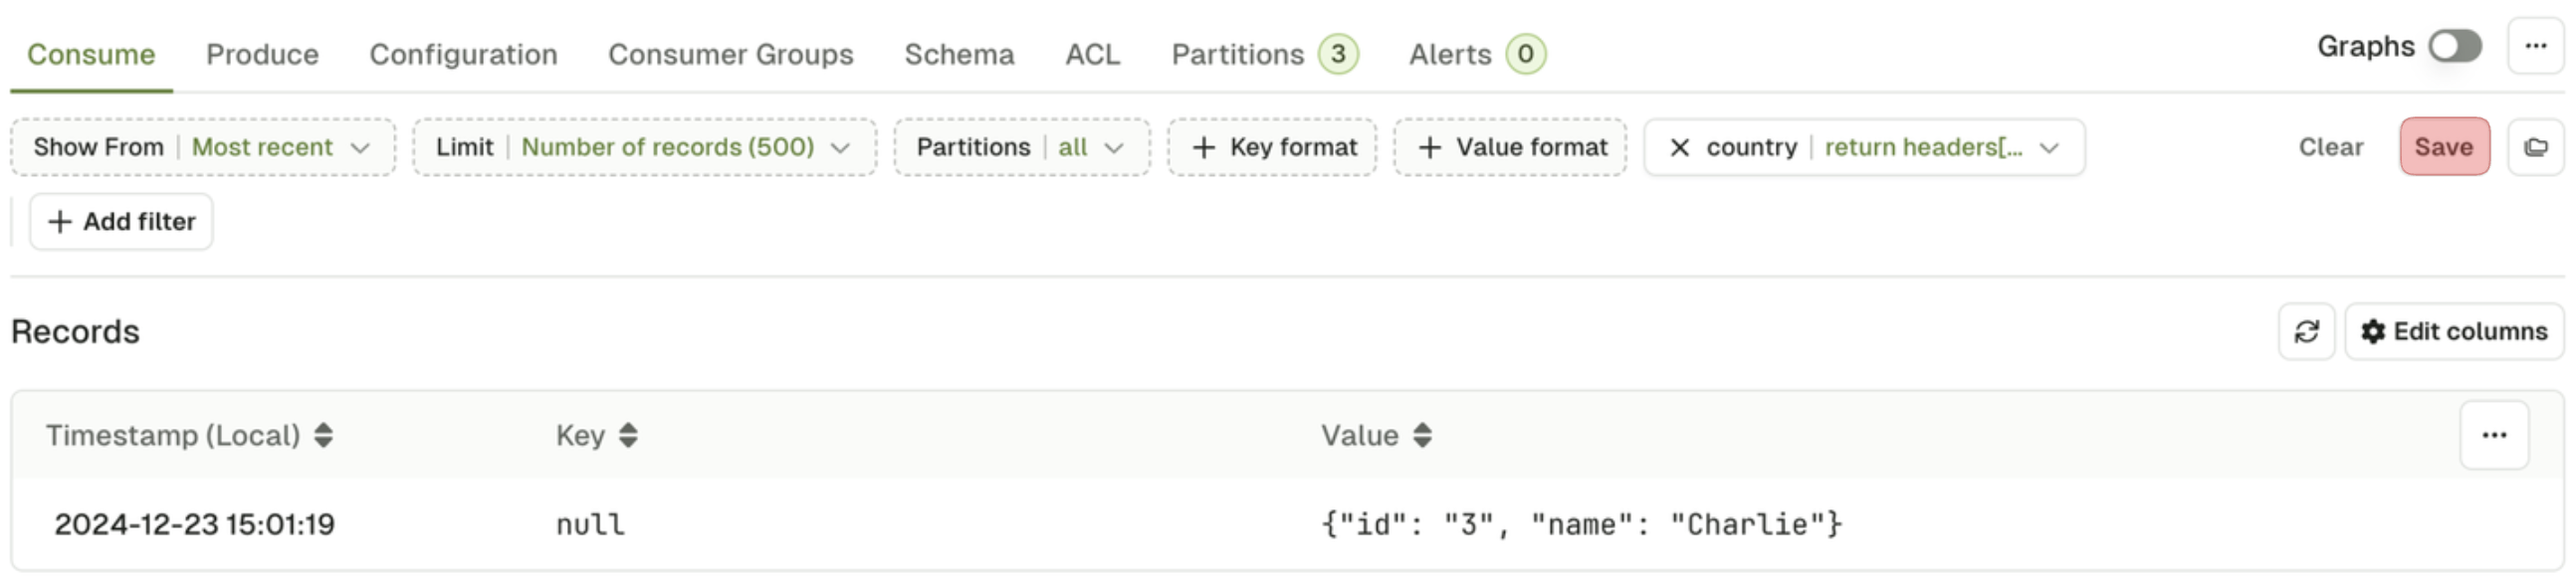 Consume Produce Configuration Consumer Groups Schema ACL Partitions 3 Alerts 0 Graphs ...
Show From | Most recent Limit | Number of records (500) Partitions | all + Key format + Value format × country | return headers[... Clear Save
+ Add filter
Records Edit columns
Timestamp (Local) Key Value ...
2024-12-23 15:01:19 null {"id": "3", "name": "Charlie"}